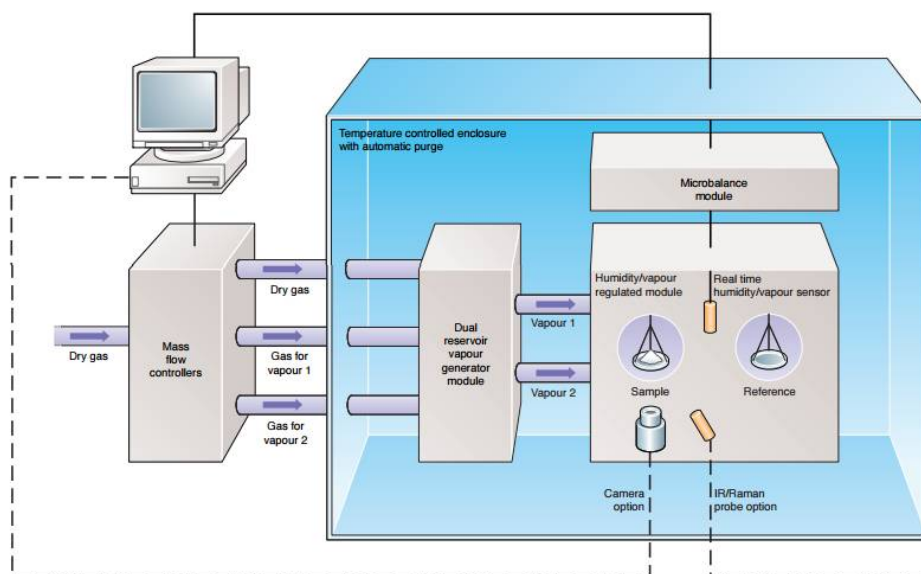 Temperature controlled enclosure
with automatic purge
Microbalance
module
Dry gas
Mass
flow
controllers
Dry gas
Gas for
vapour 1
Gas for
vapour 2
Dual
reservoir
vapour
generator
module
Vapour 1
Vapour 2
Humidity/vapour
regulated module
Real time
humidity/vapour sensor
Sample
Reference
Camera
option
IR/Raman
probe option